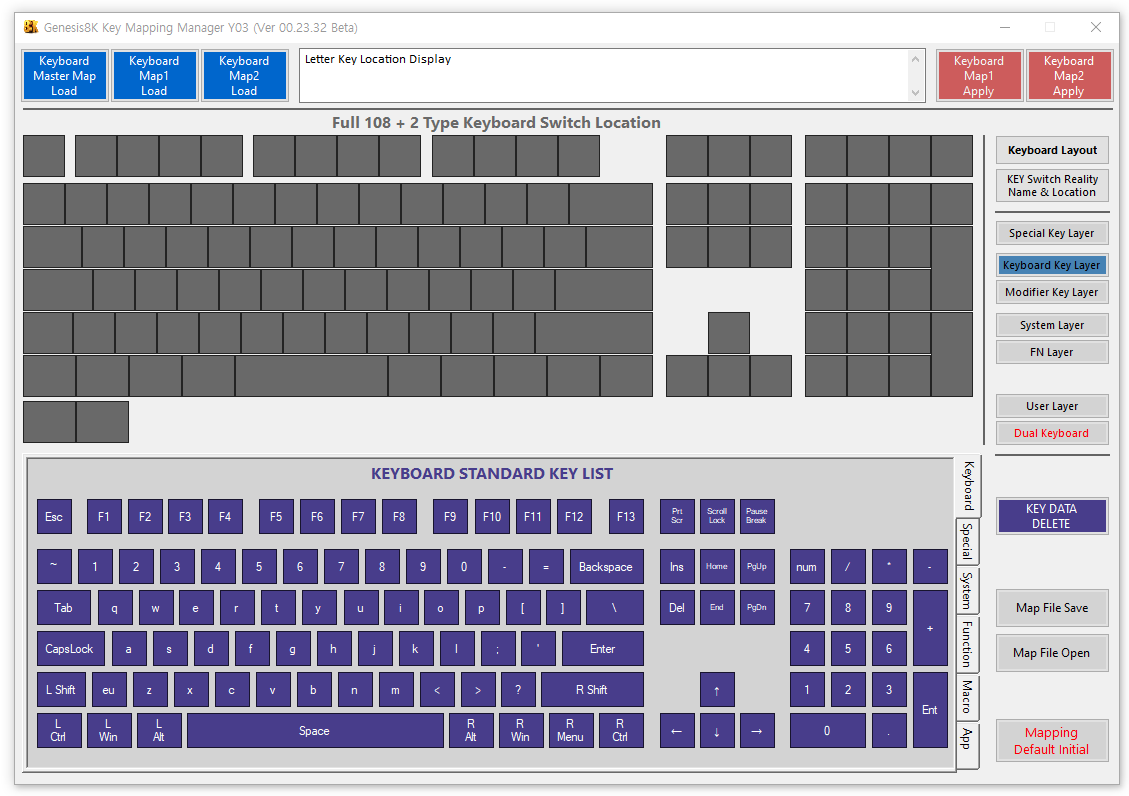 Genesis8K Key Mapping Manager Y03 (Ver 00.23.32 Beta)
Keyboard
Master Map
Load
Keyboard
Map1
Load
Keyboard
Map2
Load
Letter Key Location Display
Keyboard
Map1
Apply
Keyboard
Map2
Apply
Full 108 + 2 Type Keyboard Switch Location
Keyboard Layout
KEY Switch Reality
Name & Location
Special Key Layer
Keyboard Key Layer
Modifier Key Layer
System Layer
FN Layer
User Layer
Dual Keyboard
KEYBOARD STANDARD KEY LIST
Esc F1 F2 F3 F4 F5 F6 F7 F8 F9 F10 F11 F12 F13
Prt
Scr
Scroll
Lock
Pause
Break
~ 1 2 3 4 5 6 7 8 9 0 - = Backspace Ins Home PgUp num / * -
Tab q w e r t y u i o p [ ] \ Del End PgDn 7 8 9 +
CapsLock a s d f g h j k l ; ' Enter 4 5 6
L Shift eu z x c v b n m < > ? R Shift ↑ 1 2 3 Ent
L
Ctrl
L
Win
L
Alt
Space
R
Alt
R
Win
R
Menu
R
Ctrl
← ↓ → 0 .
Keyboard
Special
System
Function
Macro
App
KEY DATA
DELETE
Map File Save
Map File Open
Mapping
Default Initial